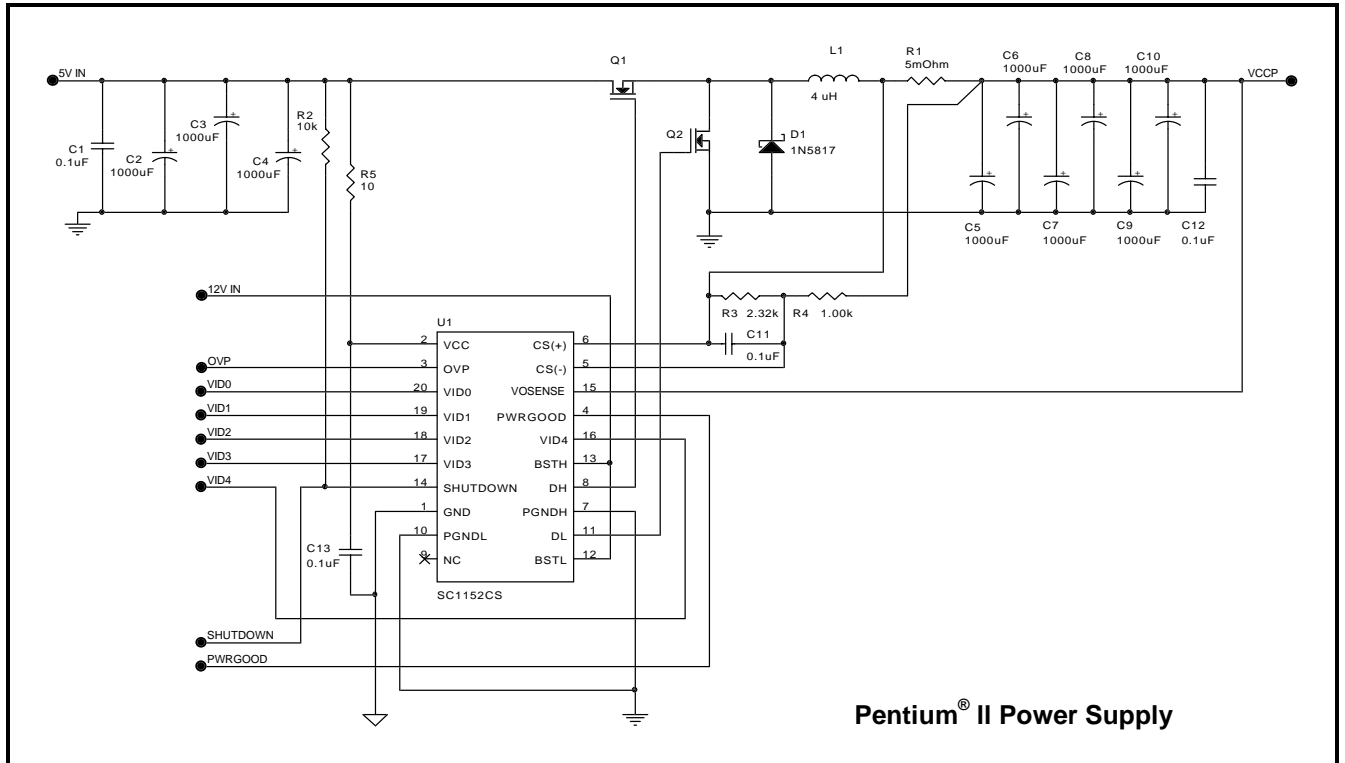 5V IN
C1
0.1uF
C2
1000uF
C3
1000uF
C4
1000uF
R2
10k
R5
10
Q1
Q2
D1
1N5817
L1
4 uH
R1
5mOhm
C6
1000uF
C8
1000uF
C10
1000uF
VCCP
C5
1000uF
C7
1000uF
C9
1000uF
C12
0.1uF
12V IN
R3 2.32k
R4 1.00k
C11
0.1uF
OVP
VID0
VID1
VID2
VID3
VID4
U1
2 VCC
3 OVP
20 VID0
19 VID1
18 VID2
17 VID3
14 SHUTDOWN
1 GND
10 PGNDL
9 NC
CS(+) 6
CS(-) 5
VOSENSE 15
PWRGOOD 4
VID4 16
BSTH 13
DH 8
PGNDH 7
DL 11
BSTL 12
SC1152CS
C13
0.1uF
SHUTDOWN
PWRGOOD
Pentium® II Power Supply